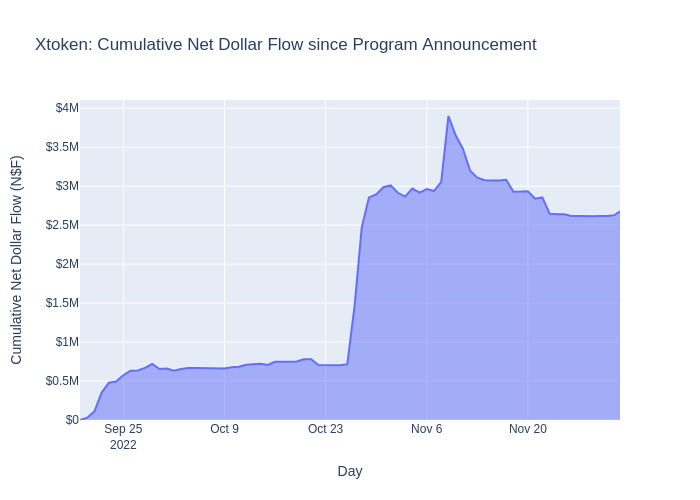 Xtoken: Cumulative Net Dollar Flow since Program Announcement
Cumulative Net Dollar Flow (N$F)
$4M
$3.5M
$3M
$2.5M
$2M
$1.5M
$1M
$0.5M
$0
Sep 25
2022
Oct 9
Oct 23
Nov 6
Nov 20
Day